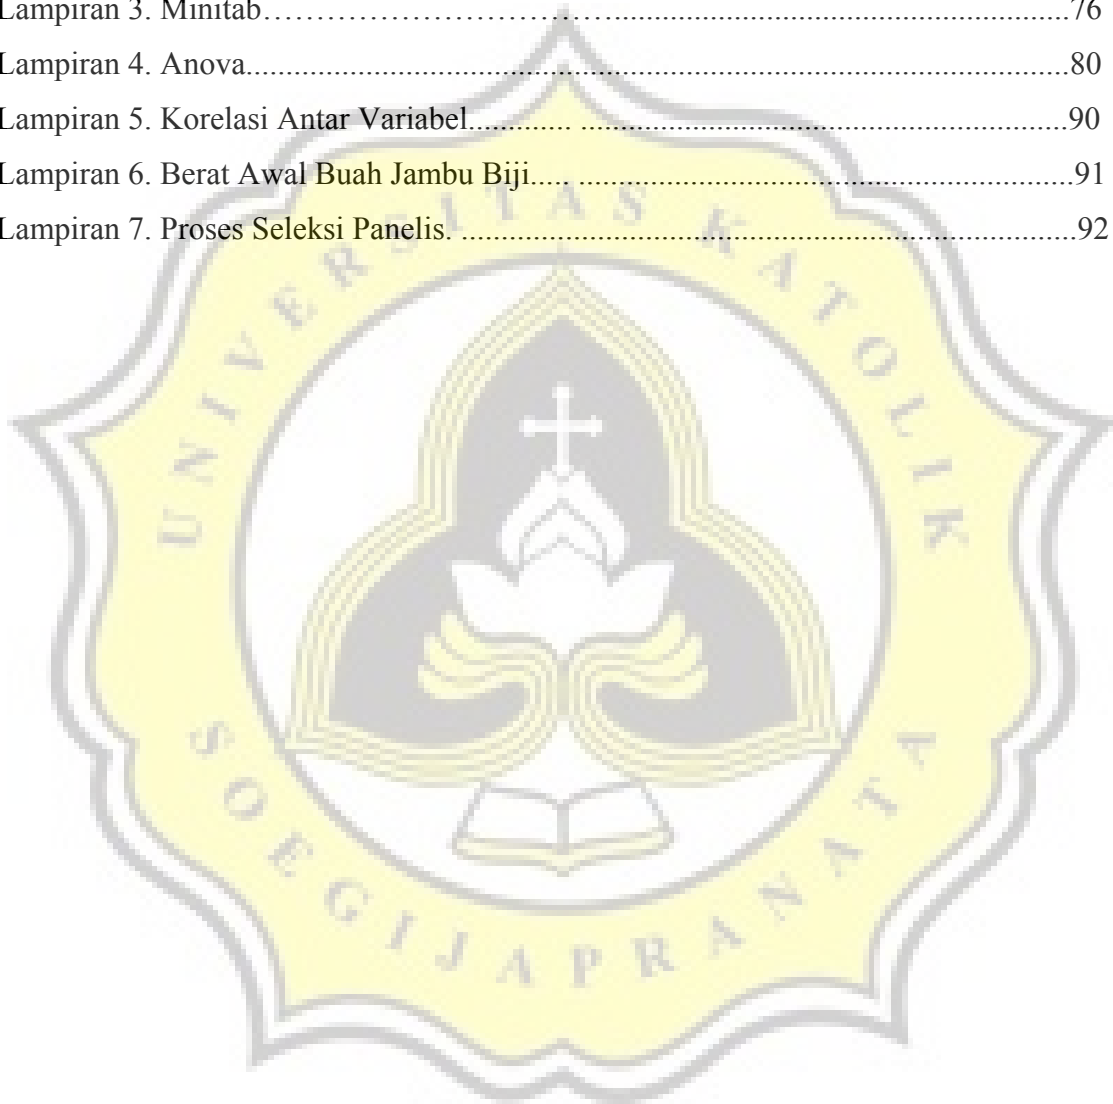 Lampiran 3. Minitab……………………………………………………………76
Lampiran 4. Anova.......................................................................................................80
Lampiran 5. Korelasi Antar Variabel............. .............................................................90
Lampiran 6. Berat Awal Buah Jambu Biji.....................................................................91
Lampiran 7. Proses Seleksi Panelis. .............................................................................92
UNIVERSITAS KATOLIK
SOEGIJAPRANATA